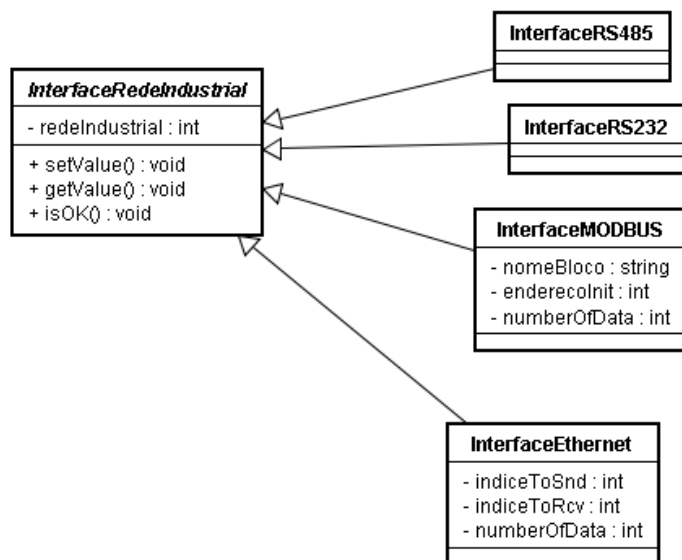 InterfaceRedeIndustrial
- redeIndustrial : int
+ setValue() : void
+ getValue() : void
+ isOK() : void
InterfaceRS485
InterfaceRS232
InterfaceMODBUS
- nomeBloco : string
- enderecoInit : int
- numberOfData : int
InterfaceEthernet
- indiceToSnd : int
- indiceToRcv : int
- numberOfData : int